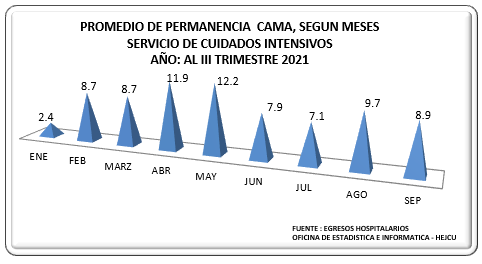 PROMEDIO DE PERMANENCIA CAMA, SEGUN MESES
SERVICIO DE CUIDADOS INTENSIVOS
AÑO: AL III TRIMESTRE 2021
2.4
8.7
8.7
11.9
12.2
7.9
7.1
9.7
8.9
ENE
FEB
MARZ
ABR
MAY
JUN
JUL
AGO
SEP
FUENTE : EGRESOS HOSPITALARIOS
OFICINA DE ESTADISTICA E INFORMATICA - HEJCU